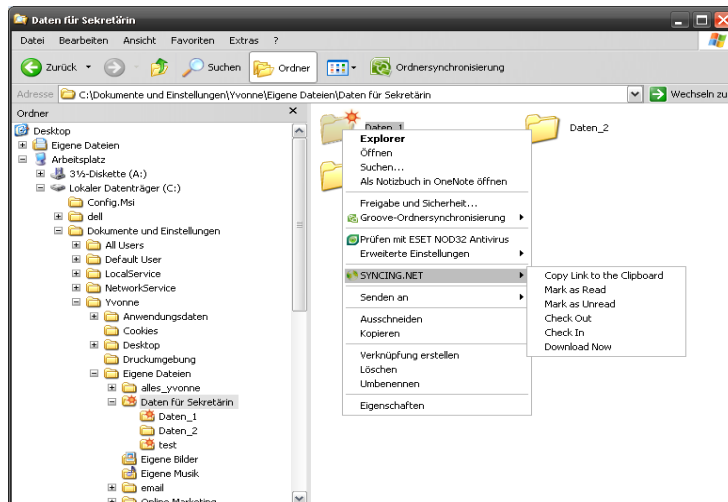 Daten für Sekretärin
Datei Bearbeiten Ansicht Favoriten Extras ?
Zurück Suchen Ordner Ordnersynchronisierung
Adresse C:\Dokumente und Einstellungen\Yvonne\Eigene Dateien\Daten für Sekretärin Wechseln zu
Ordner
Desktop
Eigene Dateien
Arbeitsplatz
3½-Diskette (A:)
Lokaler Datenträger (C:)
Config.Msi
dell
Dokumente und Einstellungen
All Users
Default User
LocalService
NetworkService
Yvonne
Anwendungsdaten
Cookies
Desktop
Druckumgebung
Eigene Dateien
alles_yvonne
Daten für Sekretärin
Daten_1
Daten_2
test
Eigene Bilder
Eigene Musik
email
Online Marketing
Daten_1
Daten_2
Explorer
Öffnen
Suchen...
Als Notizbuch in OneNote öffnen
Freigabe und Sicherheit...
Groove-Ordnersynchronisierung
Prüfen mit ESET NOD32 Antivirus
Erweiterte Einstellungen
SYNCING.NET
Senden an
Ausschneiden
Kopieren
Verknüpfung erstellen
Löschen
Umbenennen
Eigenschaften
Copy Link to the Clipboard
Mark as Read
Mark as Unread
Check Out
Check In
Download Now